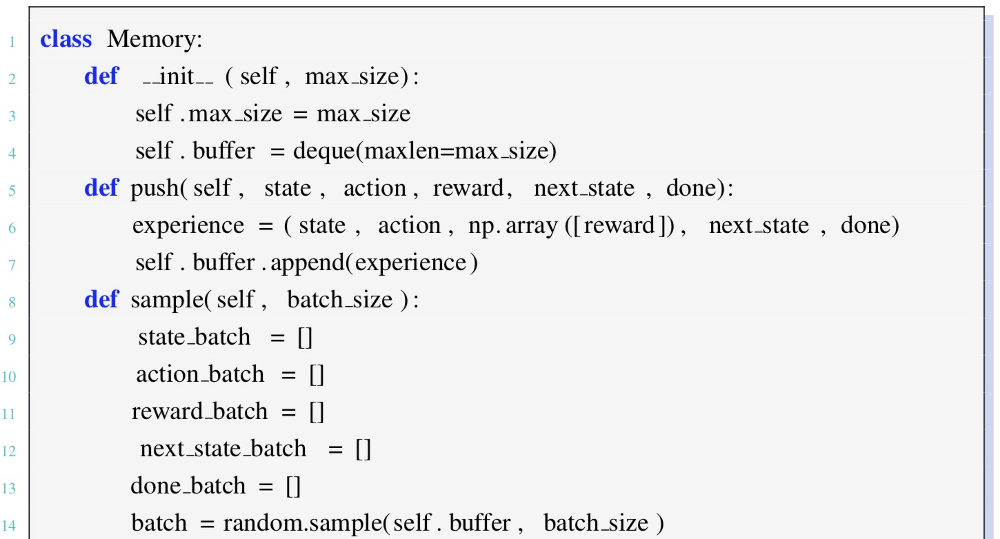 1 class Memory:
2 def __init__ ( self , max_size):
3 self .max_size = max_size
4 self . buffer = deque(maxlen=max_size)
5 def push( self , state , action , reward, next_state , done):
6 experience = ( state , action , np. array ([reward]) , next_state , done)
7 self . buffer .append(experience)
8 def sample( self , batch_size ):
9 state_batch = []
10 action_batch = []
11 reward_batch = []
12 next_state_batch = []
13 done_batch = []
14 batch = random.sample(self . buffer , batch_size )